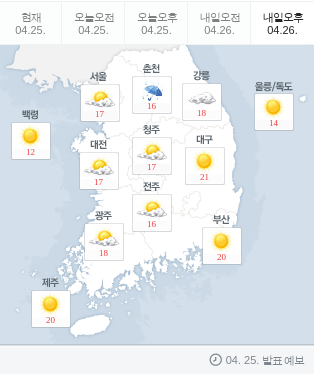 현재 오늘오전 오늘오후 내일오전 내일오후
04.25. 04.25. 04.25. 04.26. 04.26.
서울 17
춘천 16
강릉 18
울릉/독도 14
백령 12
대전 17
청주 17
대구 21
전주 16
광주 18
부산 20
제주 20
04. 25. 발표 예보